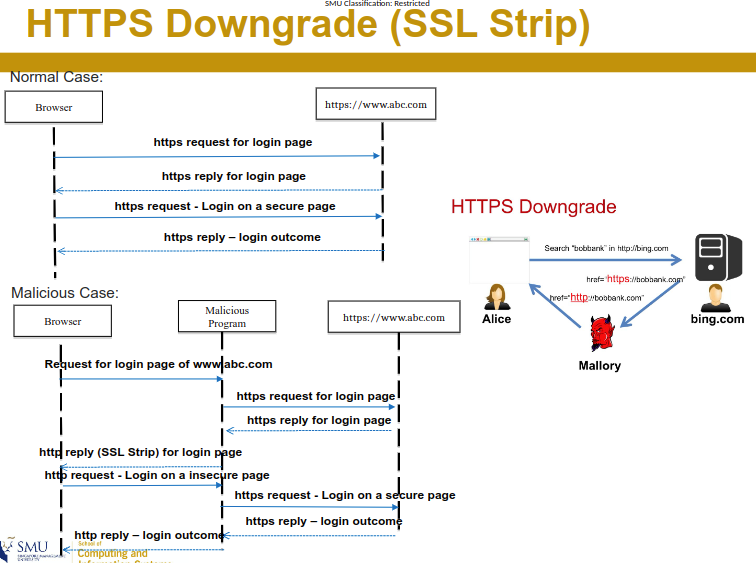 SMU Classification: Restricted
HTTPS Downgrade (SSL Strip)
Normal Case:
Browser
https://www.abc.com
https request for login page
https reply for login page
https request - Login on a secure page
https reply – login outcome
HTTPS Downgrade
Search "bobbank" in http://bing.com
href="https://bobbank.com"
href="http://bobbank.com"
Alice
bing.com
Mallory
Malicious Case:
Browser
Malicious
Program
https://www.abc.com
Request for login page of www.abc.com
https request for login page
https reply for login page
http reply (SSL Strip) for login page
http request - Login on a insecure page
https request - Login on a secure page
https reply – login outcome
http reply – login outcome
SMU
SINGAPORE MANAGEMENT
UNIVERSITY
School of
Computing and
Information Systems